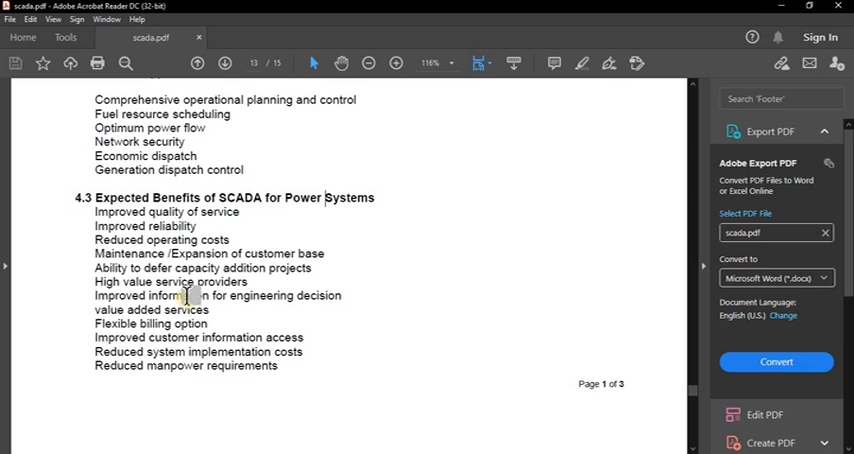 scada.pdf - Adobe Acrobat Reader DC (32-bit)
File Edit View Sign Window Help
Home Tools scada.pdf × Sign In
13 / 15 116%
Comprehensive operational planning and control
Fuel resource scheduling
Optimum power flow
Network security
Economic dispatch
Generation dispatch control
4.3 Expected Benefits of SCADA for Power Systems
Improved quality of service
Improved reliability
Reduced operating costs
Maintenance /Expansion of customer base
Ability to defer capacity addition projects
High value service providers
Improved information for engineering decision
value added services
Flexible billing option
Improved customer information access
Reduced system implementation costs
Reduced manpower requirements
Page 1 of 3
Search 'Footer'
Export PDF
Adobe Export PDF
Convert PDF Files to Word
or Excel Online
Select PDF File
scada.pdf ×
Convert to
Microsoft Word (*.docx)
Document Language:
English (U.S.) Change
Convert
Edit PDF
Create PDF